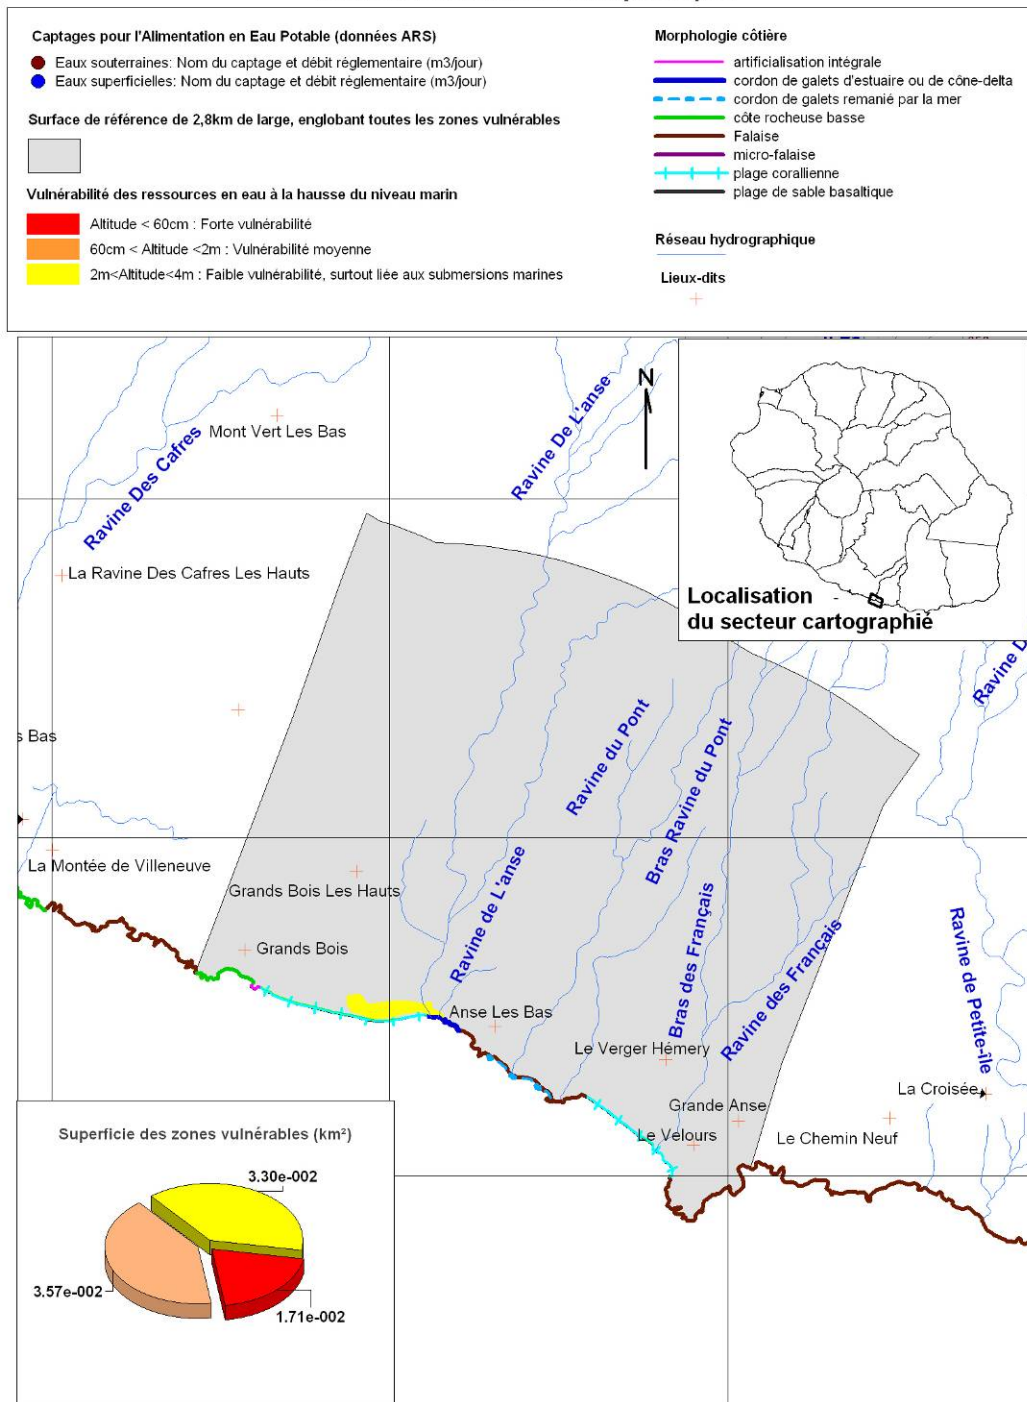 Captages pour l'Alimentation en Eau Potable (données ARS)
Eaux souterraines: Nom du captage et débit réglementaire (m3/jour)
Eaux superficielles: Nom du captage et débit réglementaire (m3/jour)
Surface de référence de 2,8km de large, englobant toutes les zones vulnérables
Vulnérabilité des ressources en eau à la hausse du niveau marin
Altitude < 60cm : Forte vulnérabilité
60cm < Altitude <2m : Vulnérabilité moyenne
2m<Altitude<4m : Faible vulnérabilité, surtout liée aux submersions marines
Morphologie côtière
artificialisation intégrale
cordon de galets d'estuaire ou de cône-delta
cordon de galets remanié par la mer
côte rocheuse basse
Falaise
micro-falaise
plage corallienne
plage de sable basaltique
Réseau hydrographique
Lieux-dits
N
Mont Vert Les Bas
Ravine Des Cafres
Ravine De L'anse
La Ravine Des Cafres Les Hauts
Localisation
du secteur cartographié
Ravine D
s Bas
Ravine du Pont
Bras Ravine du Pont
La Montée de Villeneuve
Grands Bois Les Hauts
Ravine de L'anse
Bras des Français
Ravine des Français
Ravine de Petite-île
Grands Bois
Anse Les Bas
Le Verger Hémery
La Croisée
Grande Anse
Le Velours
Le Chemin Neuf
Superficie des zones vulnérables (km²)
3.30e-002
3.57e-002
1.71e-002